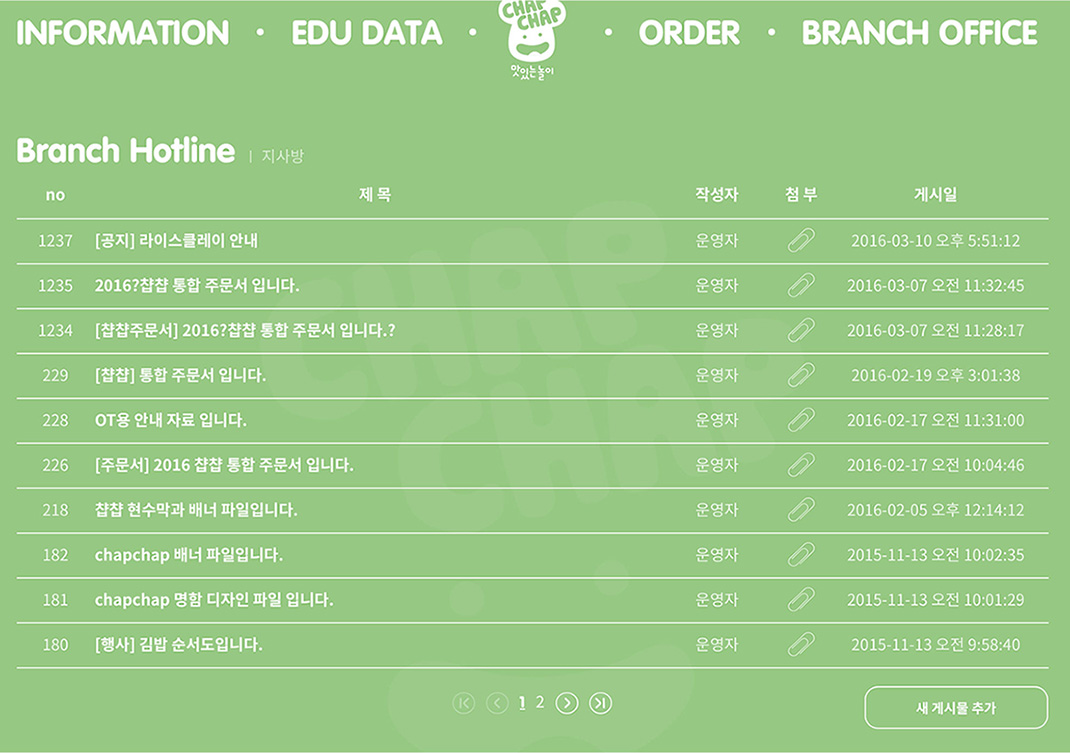 INFORMATION • EDU DATA • CHAP CHAP 맛있는놀이 • ORDER • BRANCH OFFICE
Branch Hotline | 지사방
no 제 목 작성자 첨 부 게시일
1237 [공지] 라이스클레이 안내 운영자 2016-03-10 오후 5:51:12
1235 2016?챱챱 통합 주문서 입니다. 운영자 2016-03-07 오전 11:32:45
1234 [챱챱주문서] 2016?챱챱 통합 주문서 입니다.? 운영자 2016-03-07 오전 11:28:17
229 [챱챱] 통합 주문서 입니다. 운영자 2016-02-19 오후 3:01:38
228 OT용 안내 자료 입니다. 운영자 2016-02-17 오전 11:31:00
226 [주문서] 2016 챱챱 통합 주문서 입니다. 운영자 2016-02-17 오전 10:04:46
218 챱챱 현수막과 배너 파일입니다. 운영자 2016-02-05 오후 12:14:12
182 chapchap 배너 파일입니다. 운영자 2015-11-13 오전 10:02:35
181 chapchap 명함 디자인 파일 입니다. 운영자 2015-11-13 오전 10:01:29
180 [행사] 김밥 순서도입니다. 운영자 2015-11-13 오전 9:58:40
CHAP
CHAP
1 2
새 게시물 추가